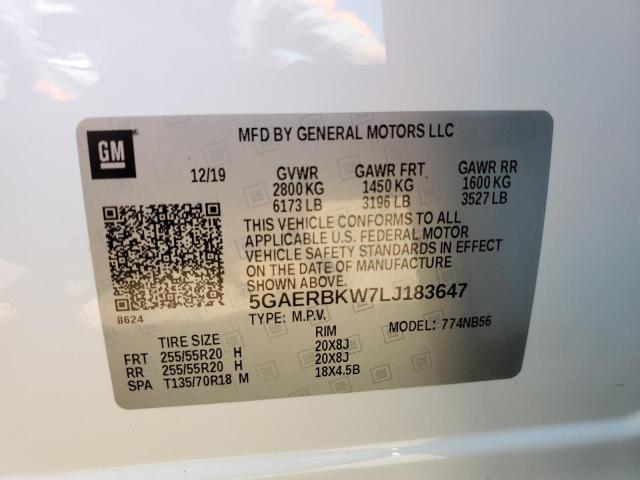 GM
MFD BY GENERAL MOTORS LLC
12/19 GVWR GAWR FRT GAWR RR
2800 KG 1450 KG 1600 KG
6173 LB 3196 LB 3527 LB
THIS VEHICLE CONFORMS TO ALL
APPLICABLE U.S. FEDERAL MOTOR
VEHICLE SAFETY STANDARDS IN EFFECT
ON THE DATE OF MANUFACTURE
SHOWN ABOVE.
8624
5GAERBKW7LJ183647
TYPE: M.P.V. MODEL: 774NB56
TIRE SIZE RIM
FRT 255/55R20 H 20X8J
RR 255/55R20 H 20X8J
SPA T135/70R18 M 18X4.5B